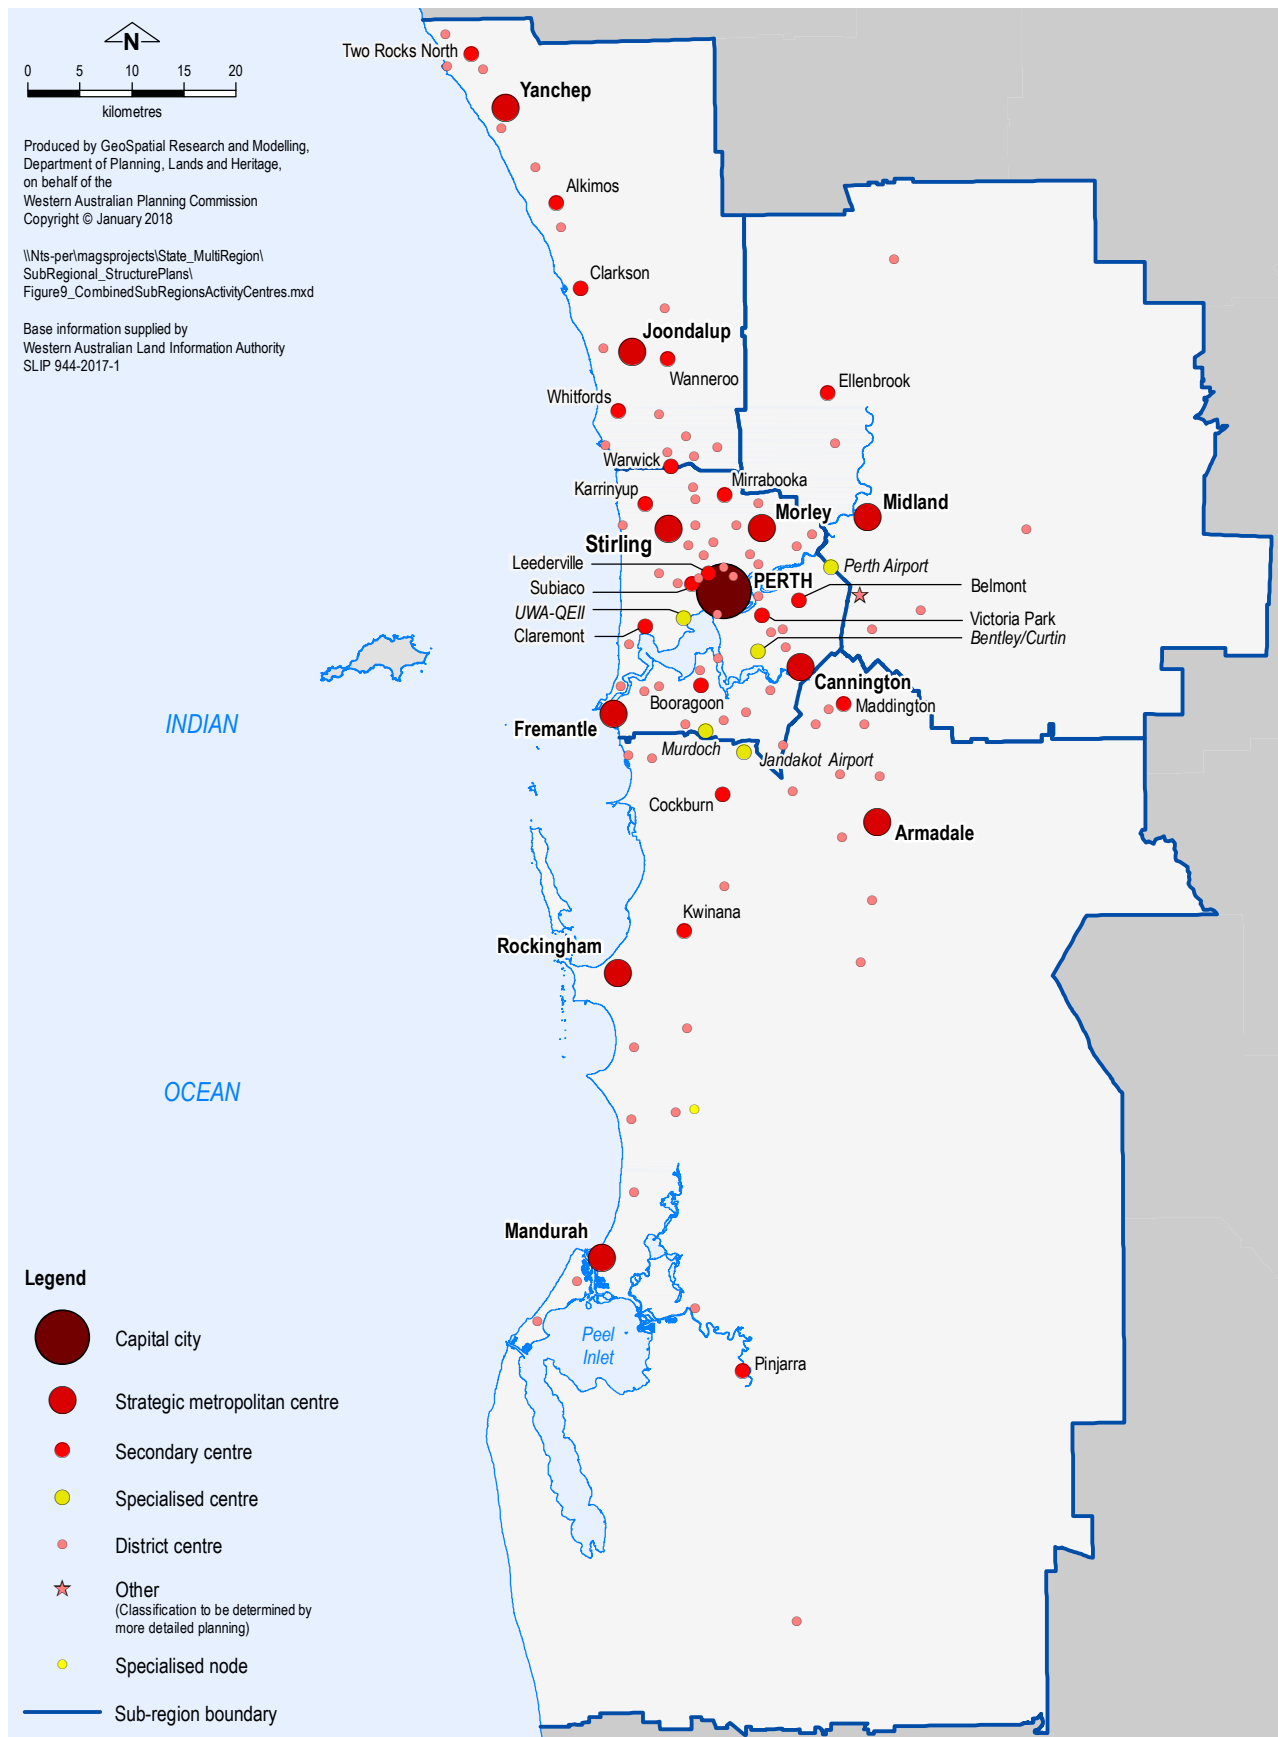 N
0 5 10 15 20
kilometres
Produced by GeoSpatial Research and Modelling,
Department of Planning, Lands and Heritage,
on behalf of the
Western Australian Planning Commission
Copyright © January 2018
\\Nts-per\magsprojects\State_MultiRegion\
SubRegional_StructurePlans\
Figure9_CombinedSubRegionsActivityCentres.mxd
Base information supplied by
Western Australian Land Information Authority
SLIP 944-2017-1
Two Rocks North
Yanchep
Alkimos
Clarkson
Joondalup
Wanneroo
Ellenbrook
Whitfords
Warwick
Mirrabooka
Karrinyup
Midland
Morley
Stirling
Leederville
Perth Airport
PERTH
Subiaco
Belmont
UWA-QEII
Victoria Park
Claremont
Bentley/Curtin
Cannington
Booragoon
Maddington
INDIAN
Fremantle
Murdoch
Jandakot Airport
Cockburn
Armadale
Kwinana
Rockingham
OCEAN
Mandurah
Peel
Inlet
Pinjarra
Legend
Capital city
Strategic metropolitan centre
Secondary centre
Specialised centre
District centre
Other
(Classification to be determined by
more detailed planning)
Specialised node
Sub-region boundary